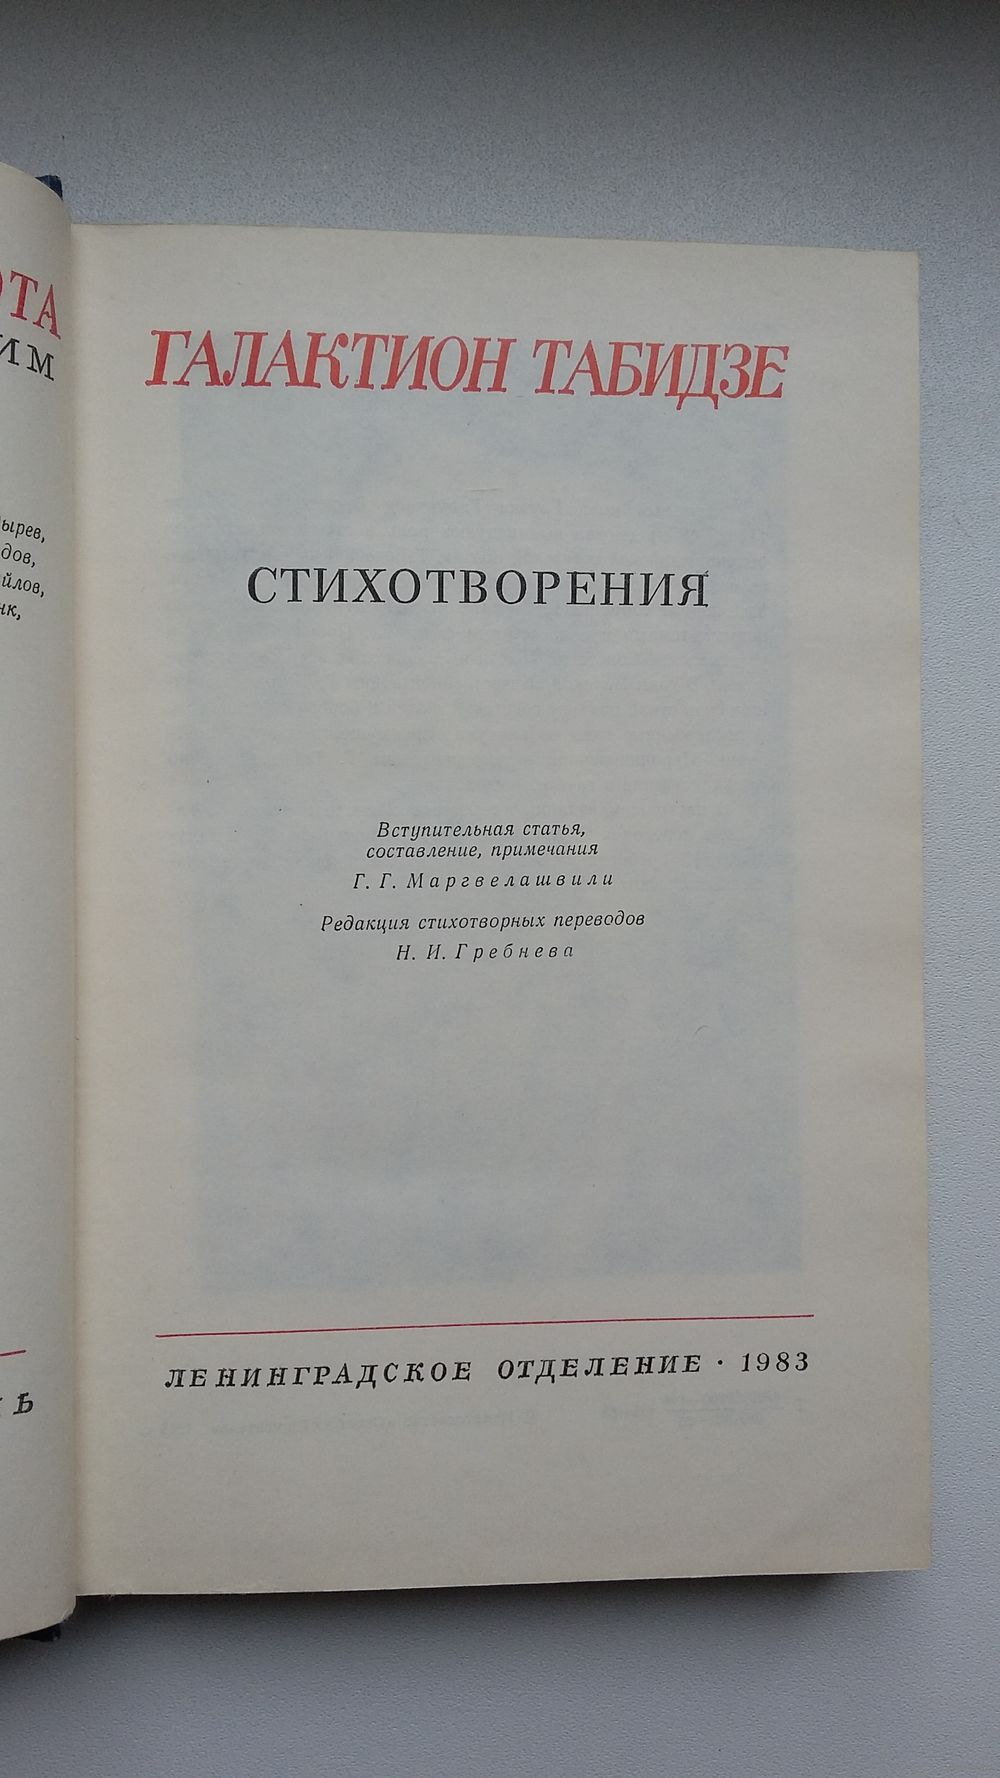 ГАЛАКТИОН ТАБИДЗЕ
СТИХОТВОРЕНИЯ
Вступительная статья,
составление, примечания
Г. Г. Маргвелашвили
Редакция стихотворных переводов
Н. И. Гребнева
ЛЕНИНГРАДСКОЕ ОТДЕЛЕНИЕ · 1983